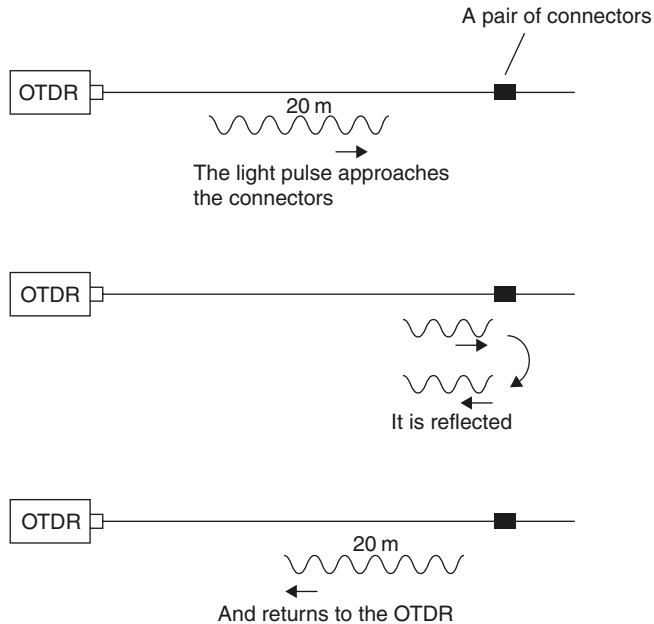 A pair of connectors
OTDR
20 m
The light pulse approaches
the connectors
OTDR
It is reflected
OTDR
20 m
And returns to the OTDR